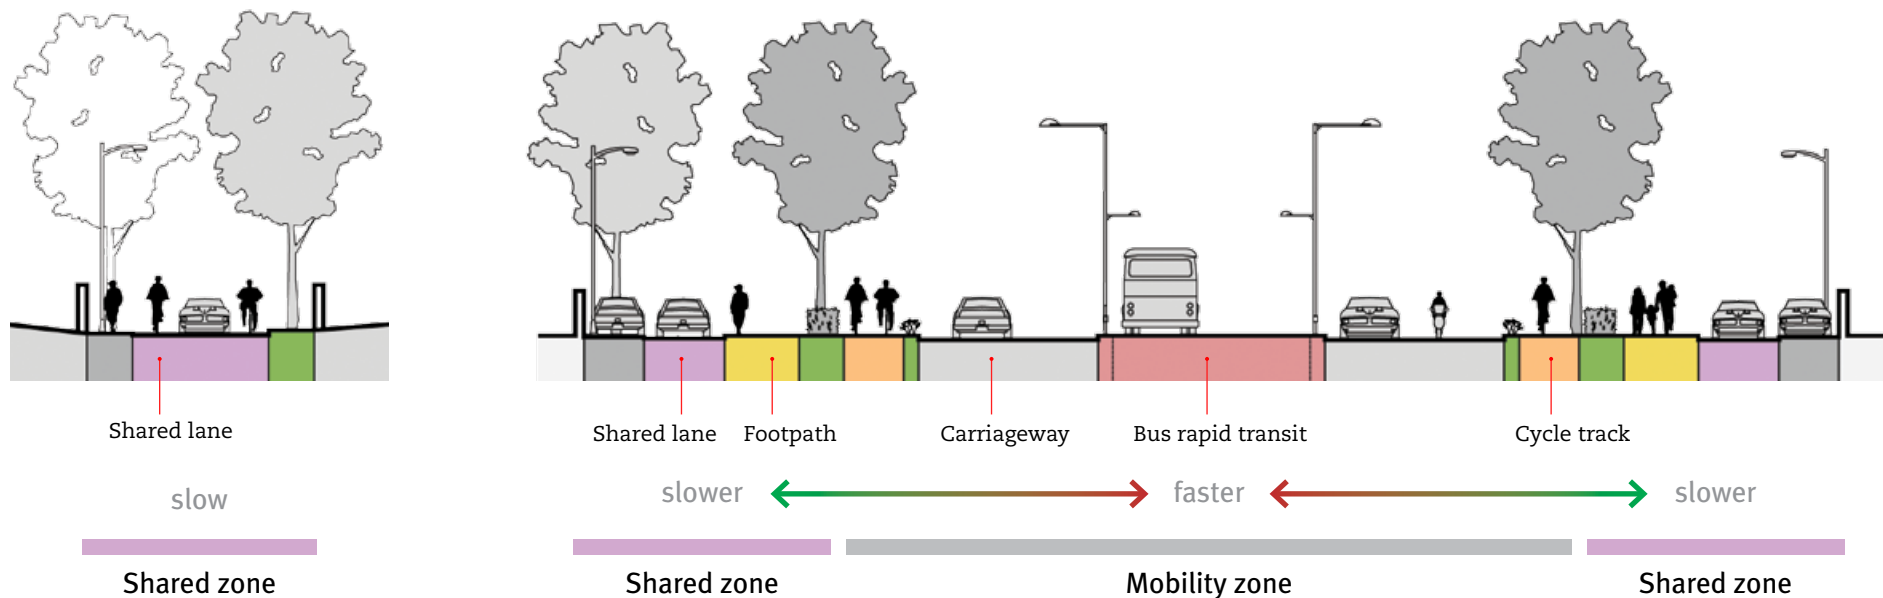 Shared lane
slow
Shared zone
Shared lane
Footpath
Carriageway
Bus rapid transit
Cycle track
slower
faster
slower
Shared zone
Mobility zone
Shared zone